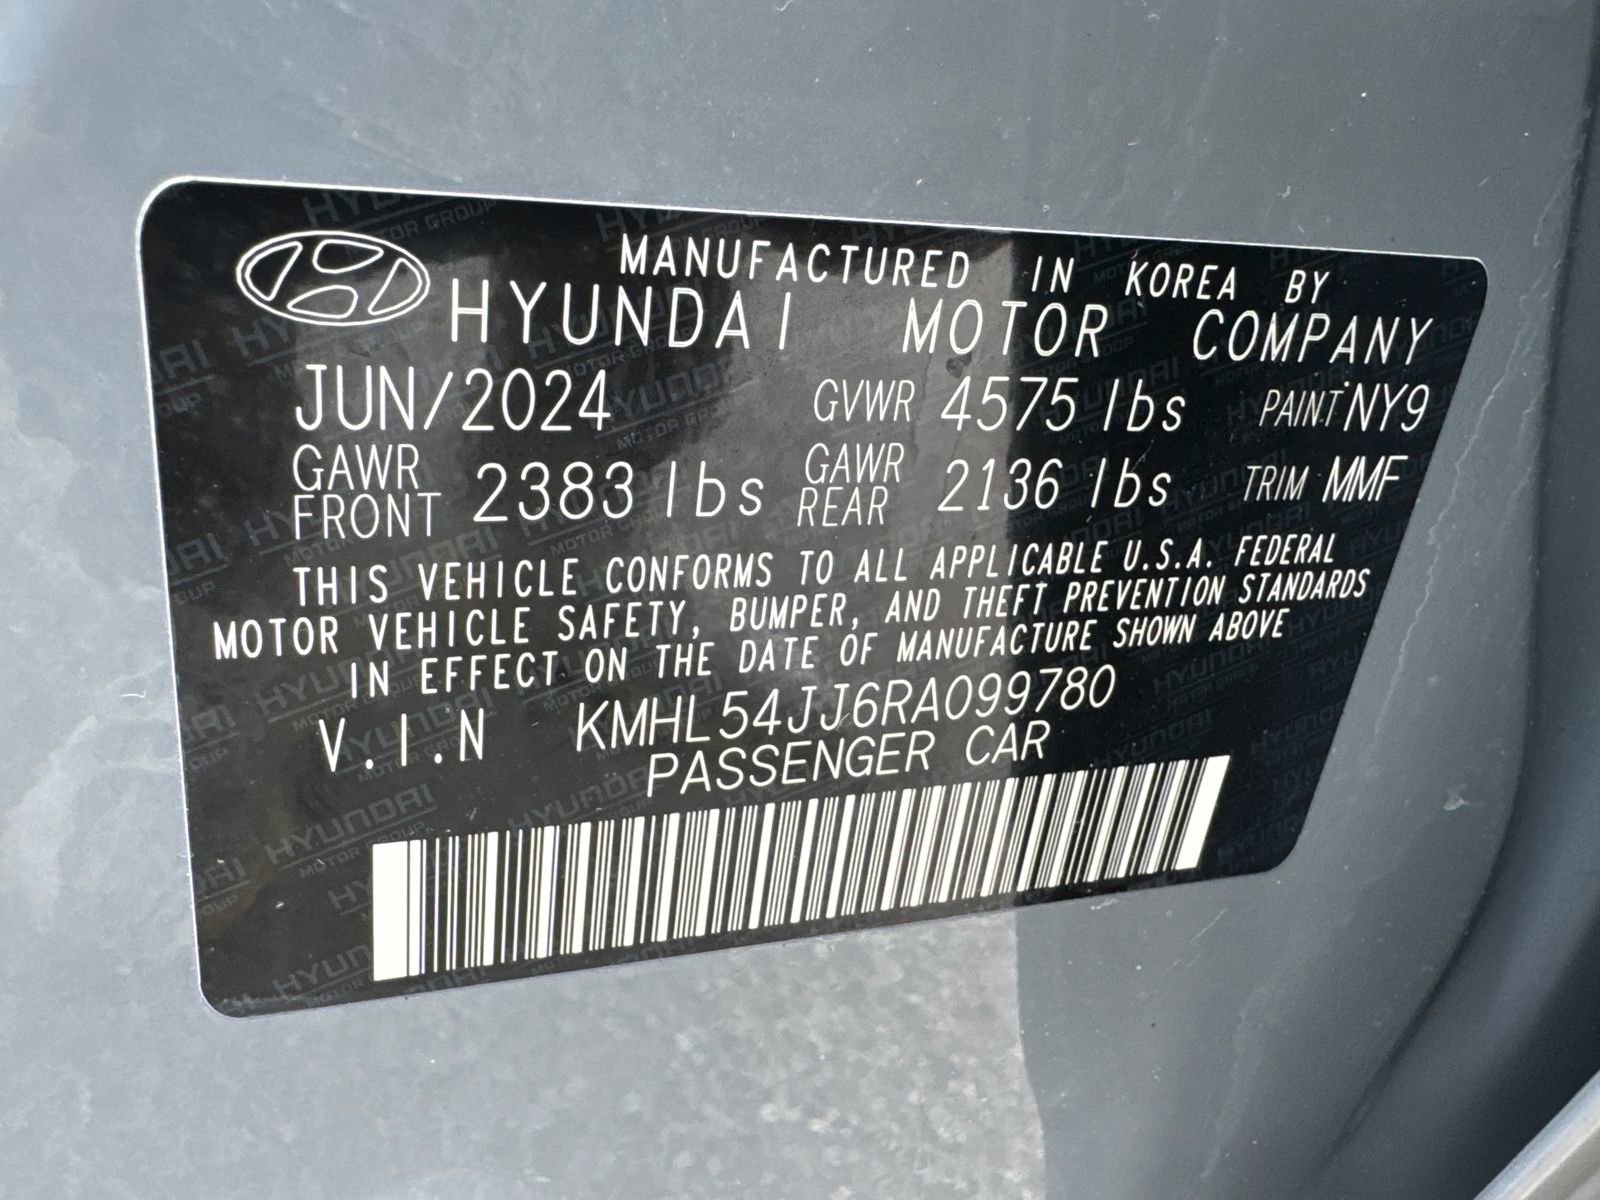 MANUFACTURED IN KOREA BY
HYUNDAI MOTOR COMPANY
JUN/2024 GVWR 4575 lbs PAINT NY9
GAWR FRONT 2383 lbs GAWR REAR 2136 lbs TRIM MMF
THIS VEHICLE CONFORMS TO ALL APPLICABLE U.S.A. FEDERAL
MOTOR VEHICLE SAFETY, BUMPER, AND THEFT PREVENTION STANDARDS
IN EFFECT ON THE DATE OF MANUFACTURE SHOWN ABOVE
V.I.N KMHL54JJ6RA099780
PASSENGER CAR